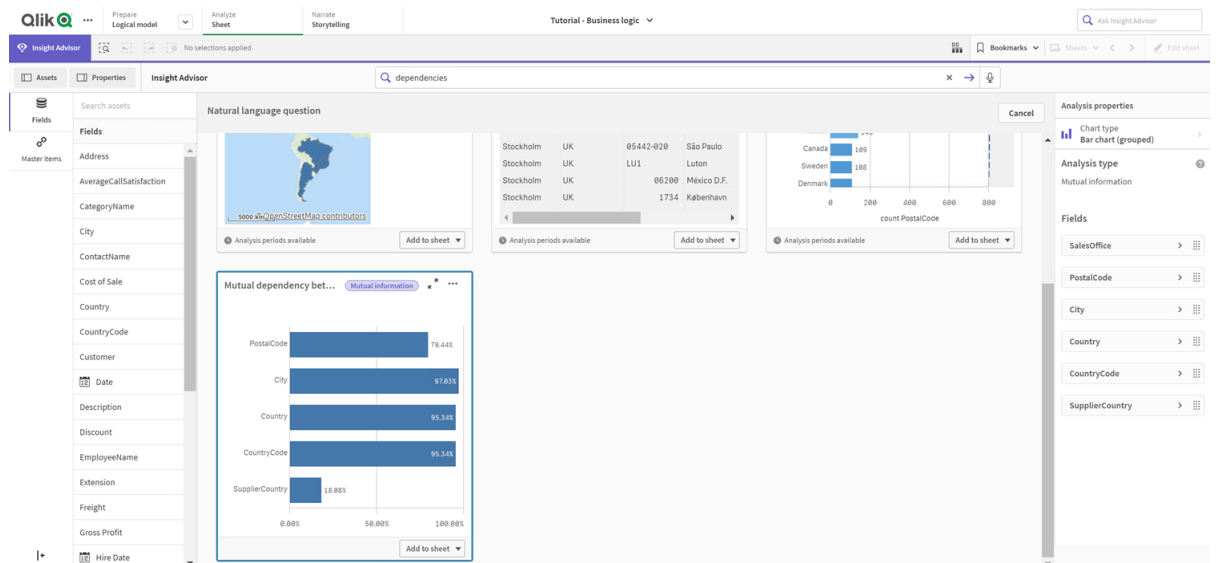 Qlik
Prepare
Logical model
Analyze
Sheet
Narrate
Storytelling
Tutorial - Business logic
Ask Insight Advisor
Insight Advisor
No selections applied
Bookmarks
Sheets
Edit sheet
Assets
Properties
Insight Advisor
dependencies
Fields
Master items
Search assets
Fields
Address
AverageCallSatisfaction
CategoryName
City
ContactName
Cost of Sale
Country
CountryCode
Customer
Date
Description
Discount
EmployeeName
Extension
Freight
Gross Profit
Hire Date
Natural language question
Cancel
5000 km
OpenStreetMap contributors
Analysis periods available
Add to sheet
Stockholm UK 05442-020 São Paulo
Stockholm UK LU1 Luton
Stockholm UK 06200 México D.F.
Stockholm UK 1734 København
Analysis periods available
Add to sheet
Canada 109
Sweden 108
Denmark
0 200 400 600 800
count PostalCode
Analysis periods available
Add to sheet
Mutual dependency bet...
Mutual information
PostalCode 79.44%
City 97.03%
Country 95.34%
CountryCode 95.34%
SupplierCountry 18.08%
0.00% 50.00% 100.00%
Add to sheet
Analysis properties
Chart type
Bar chart (grouped)
Analysis type
Mutual information
Fields
SalesOffice
PostalCode
City
Country
CountryCode
SupplierCountry